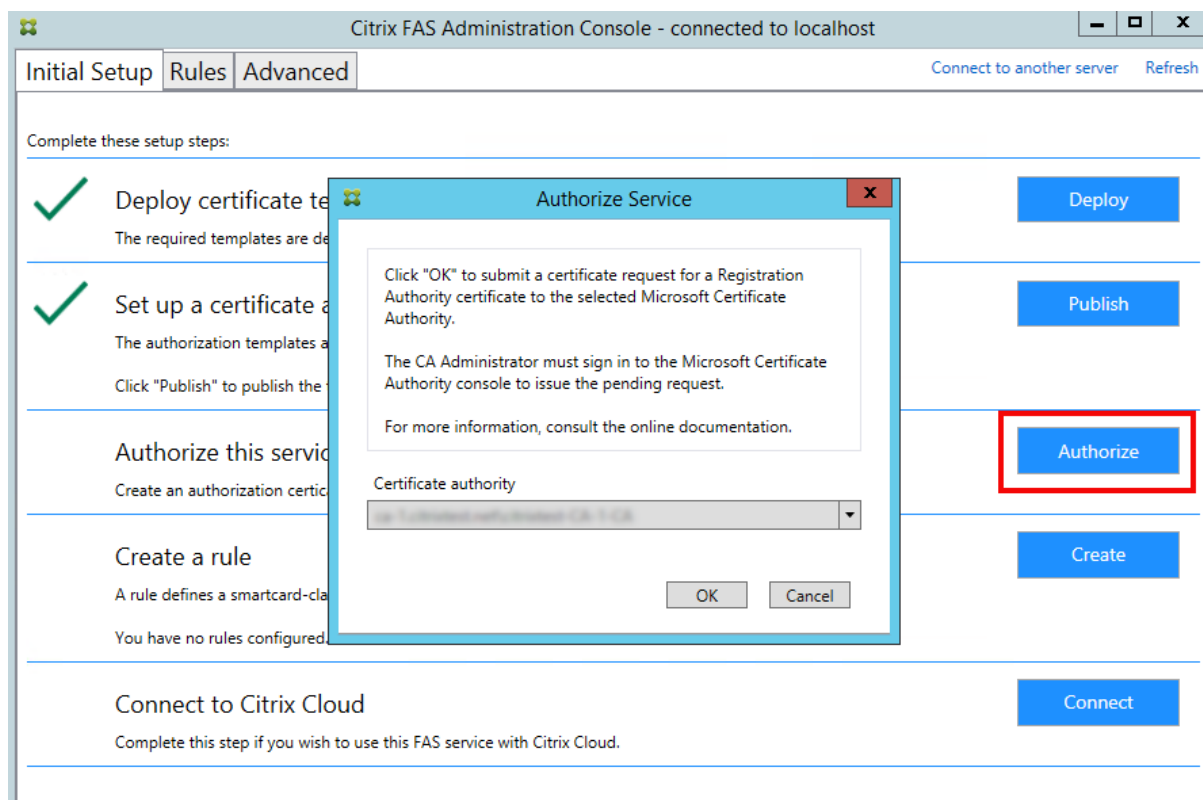 Citrix FAS Administration Console - connected to localhost
Initial Setup Rules Advanced
Connect to another server Refresh
Complete these setup steps:
Deploy certificate te
The required templates are de
Deploy
Set up a certificate a
The authorization templates a
Click "Publish" to publish the
Publish
Authorize this servic
Create an authorization certic
Authorize
Create a rule
A rule defines a smartcard-cla
You have no rules configured.
Create
Connect to Citrix Cloud
Complete this step if you wish to use this FAS service with Citrix Cloud.
Connect
Authorize Service
Click "OK" to submit a certificate request for a Registration
Authority certificate to the selected Microsoft Certificate
Authority.
The CA Administrator must sign in to the Microsoft Certificate
Authority console to issue the pending request.
For more information, consult the online documentation.
Certificate authority
OK Cancel